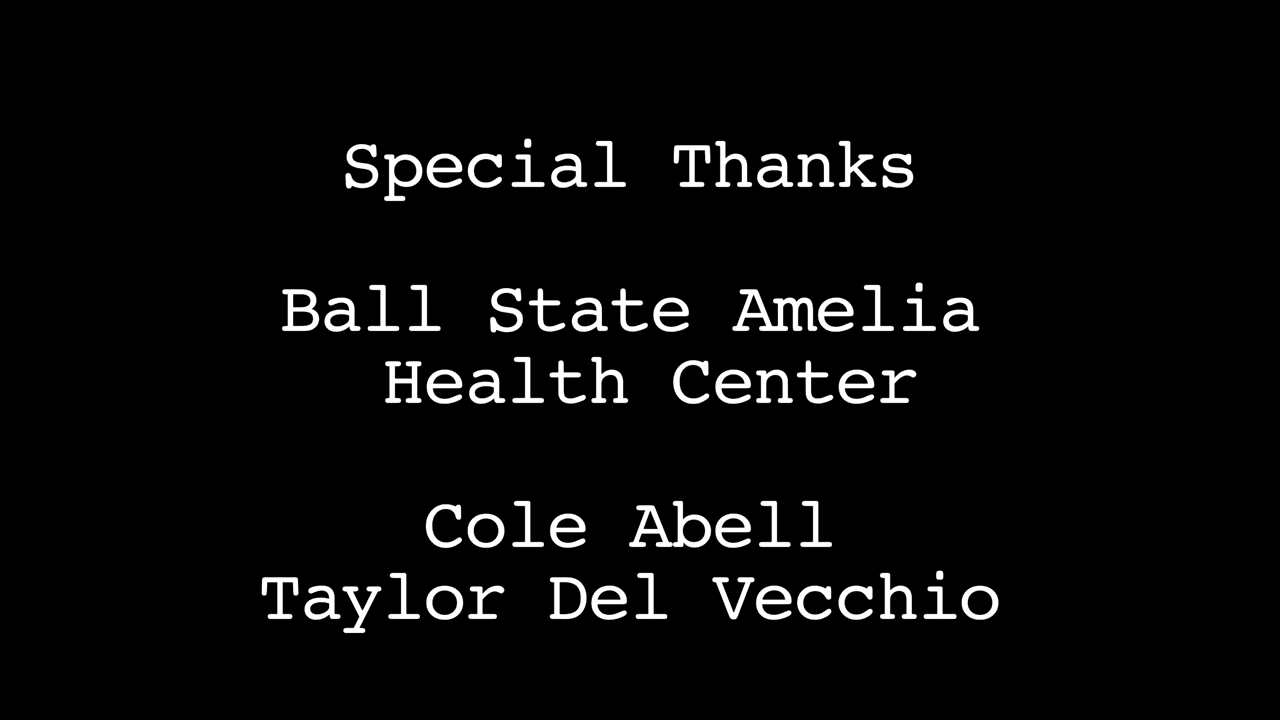 Special Thanks
Ball State Amelia
Health Center
Cole Abell
Taylor Del Vecchio